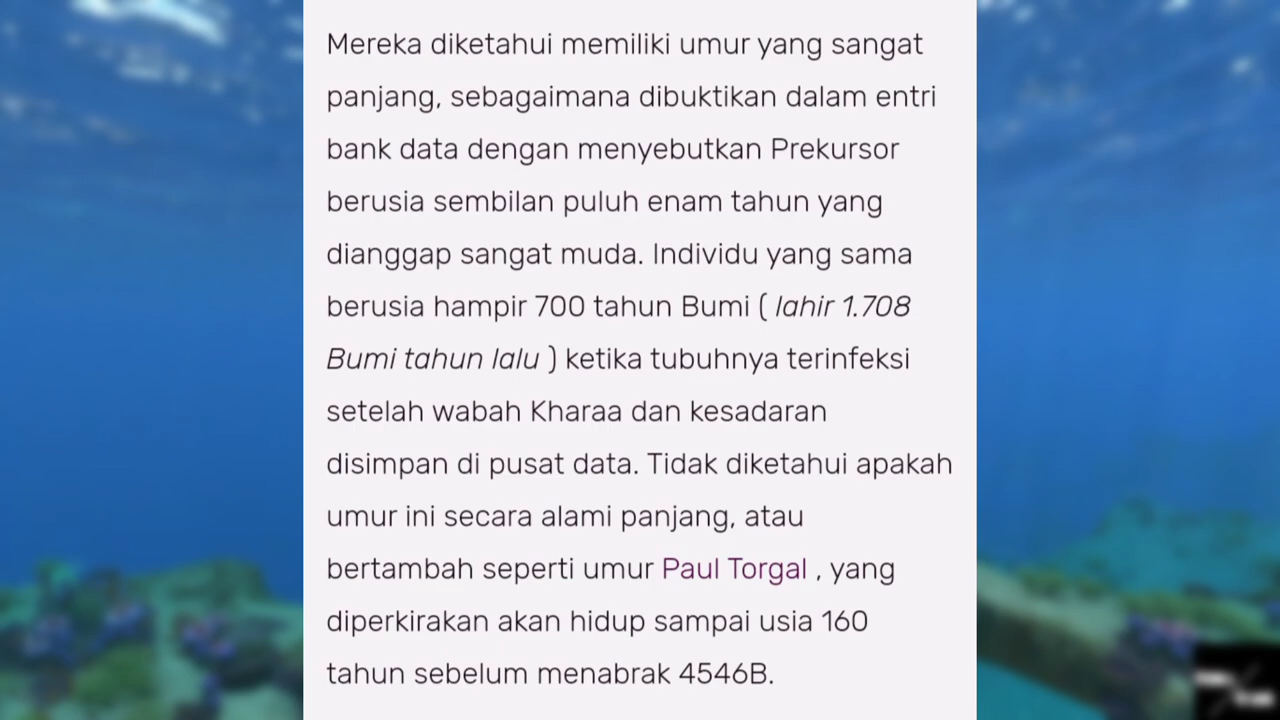 Mereka diketahui memiliki umur yang sangat
panjang, sebagaimana dibuktikan dalam entri
bank data dengan menyebutkan Prekursor
berusia sembilan puluh enam tahun yang
dianggap sangat muda. Individu yang sama
berusia hampir 700 tahun Bumi ( lahir 1.708
Bumi tahun lalu ) ketika tubuhnya terinfeksi
setelah wabah Kharaa dan kesadaran
disimpan di pusat data. Tidak diketahui apakah
umur ini secara alami panjang, atau
bertambah seperti umur Paul Torgal , yang
diperkirakan akan hidup sampai usia 160
tahun sebelum menabrak 4546B.